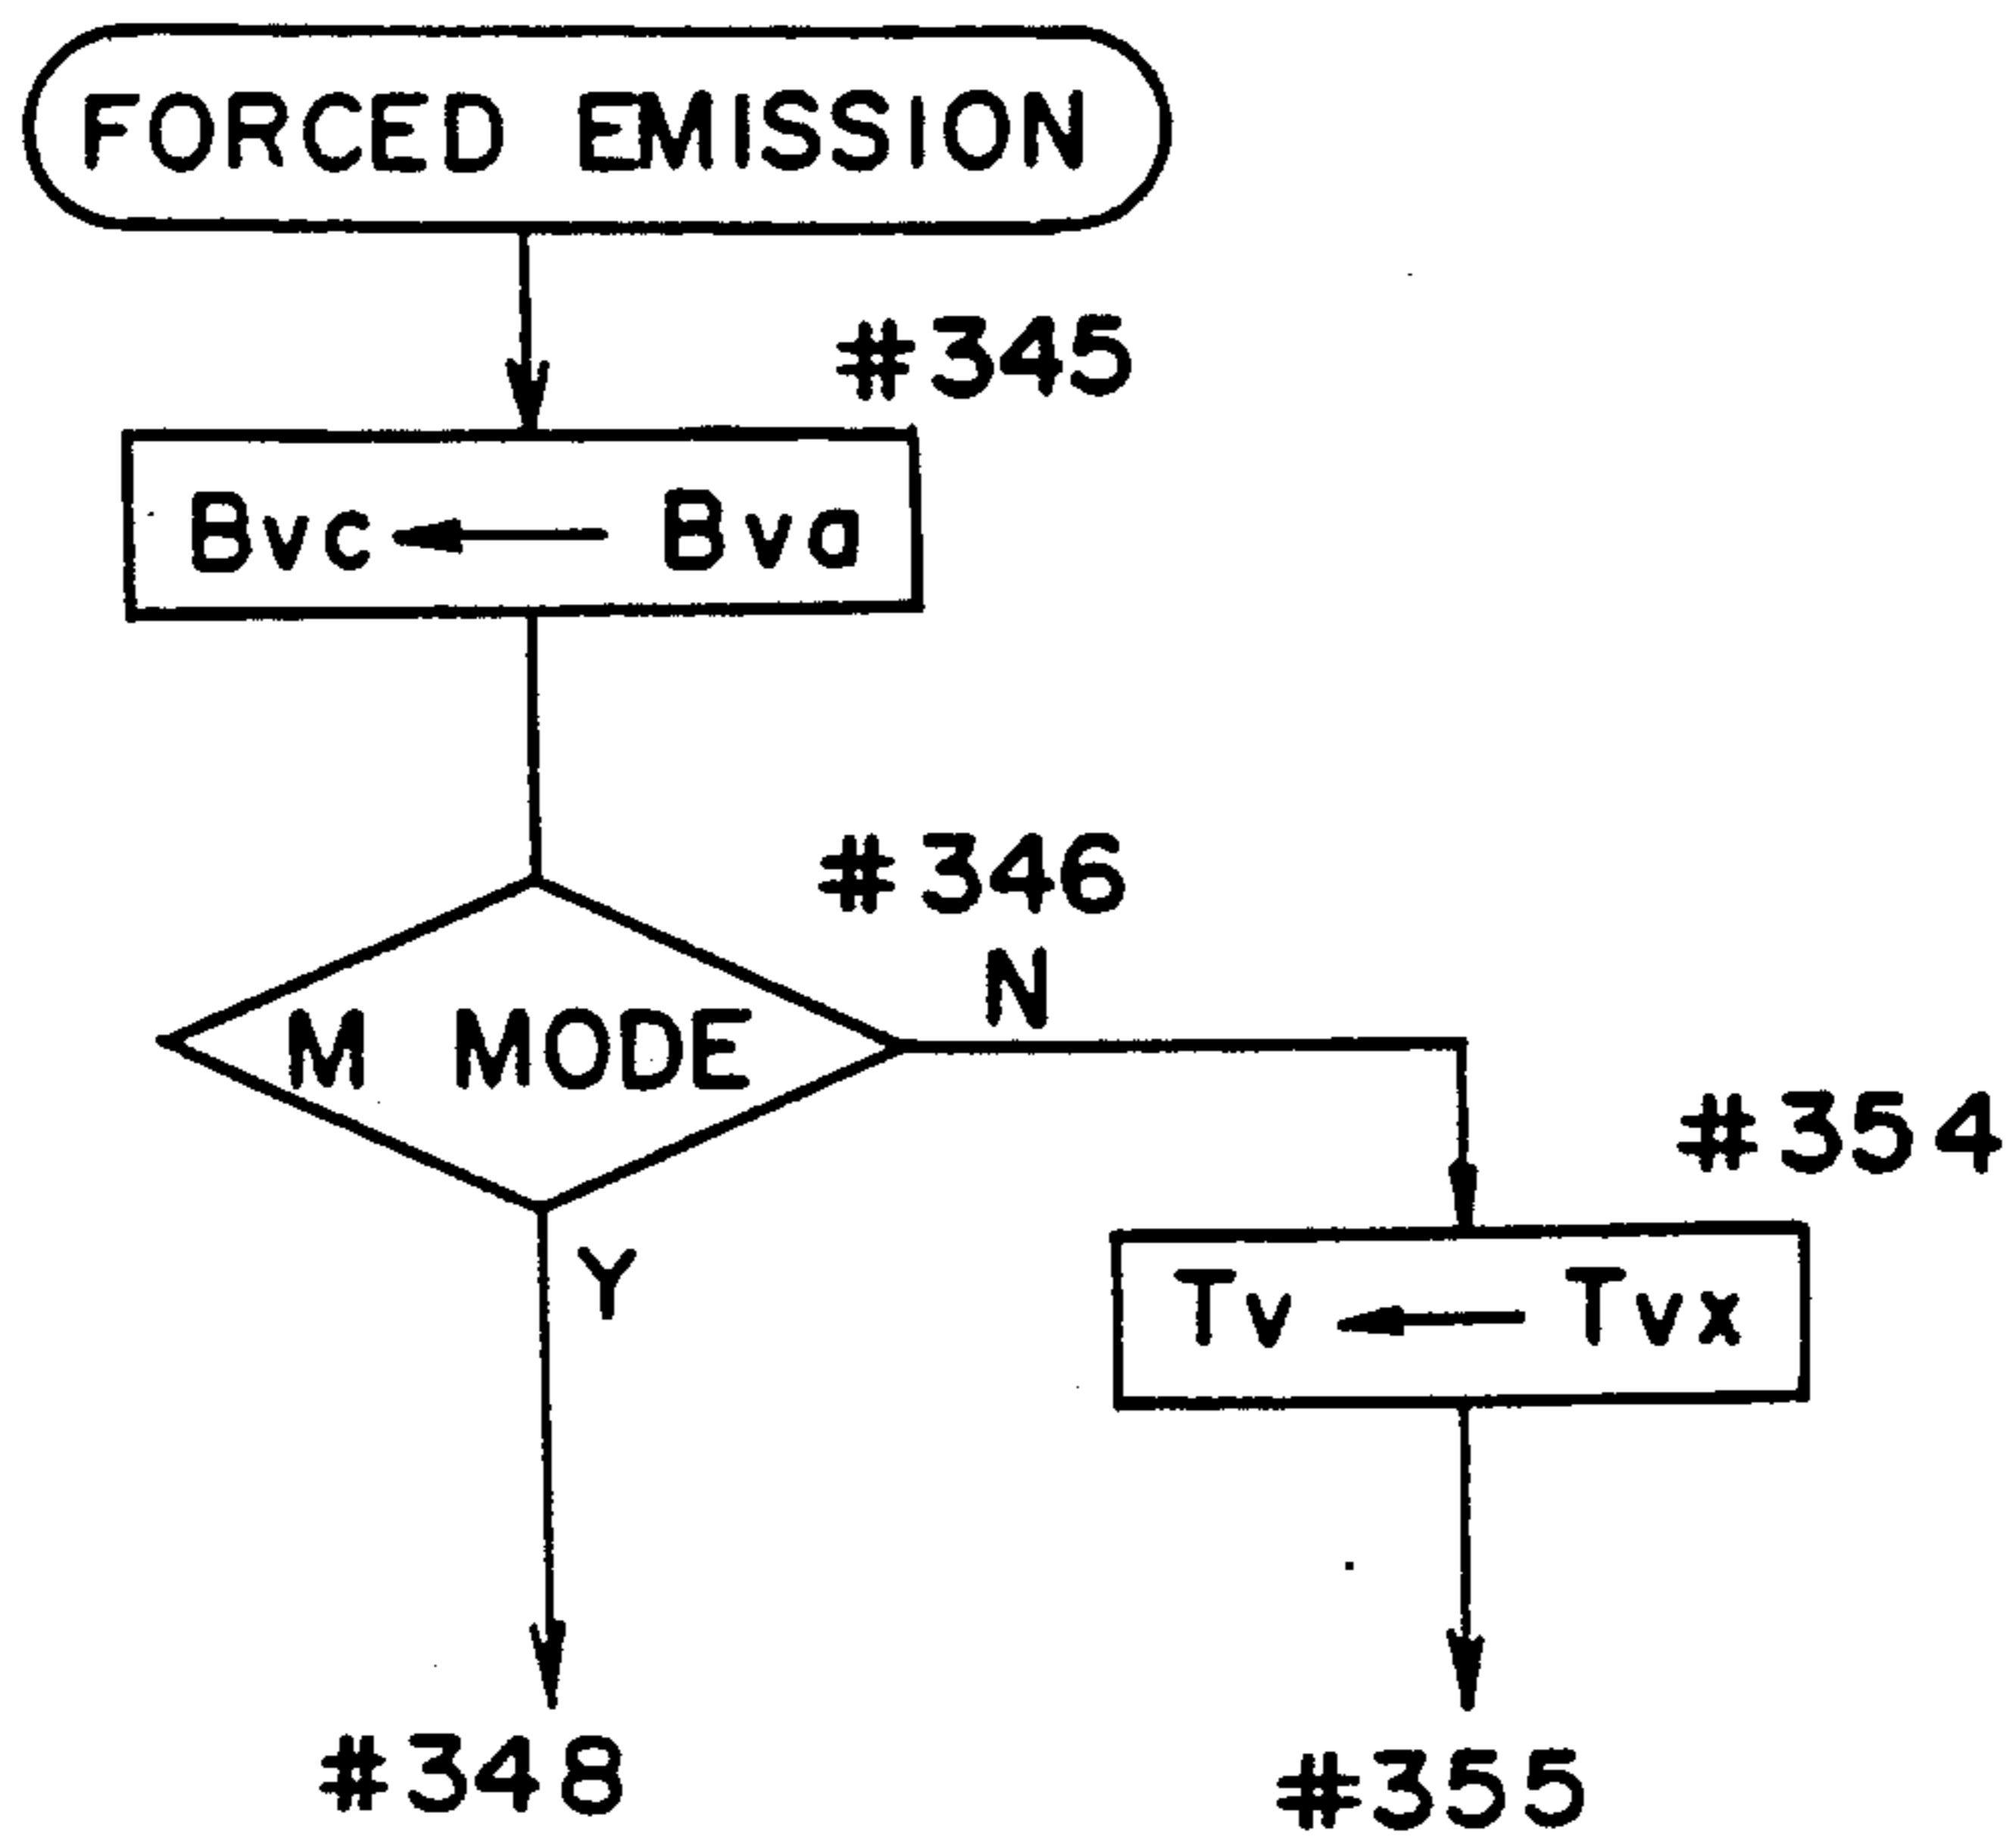 FORCED EMISSION
#345
Bvc ← Bva
#346
N
M MODE
#354
Y
Tv ← Tvx
#348
#355